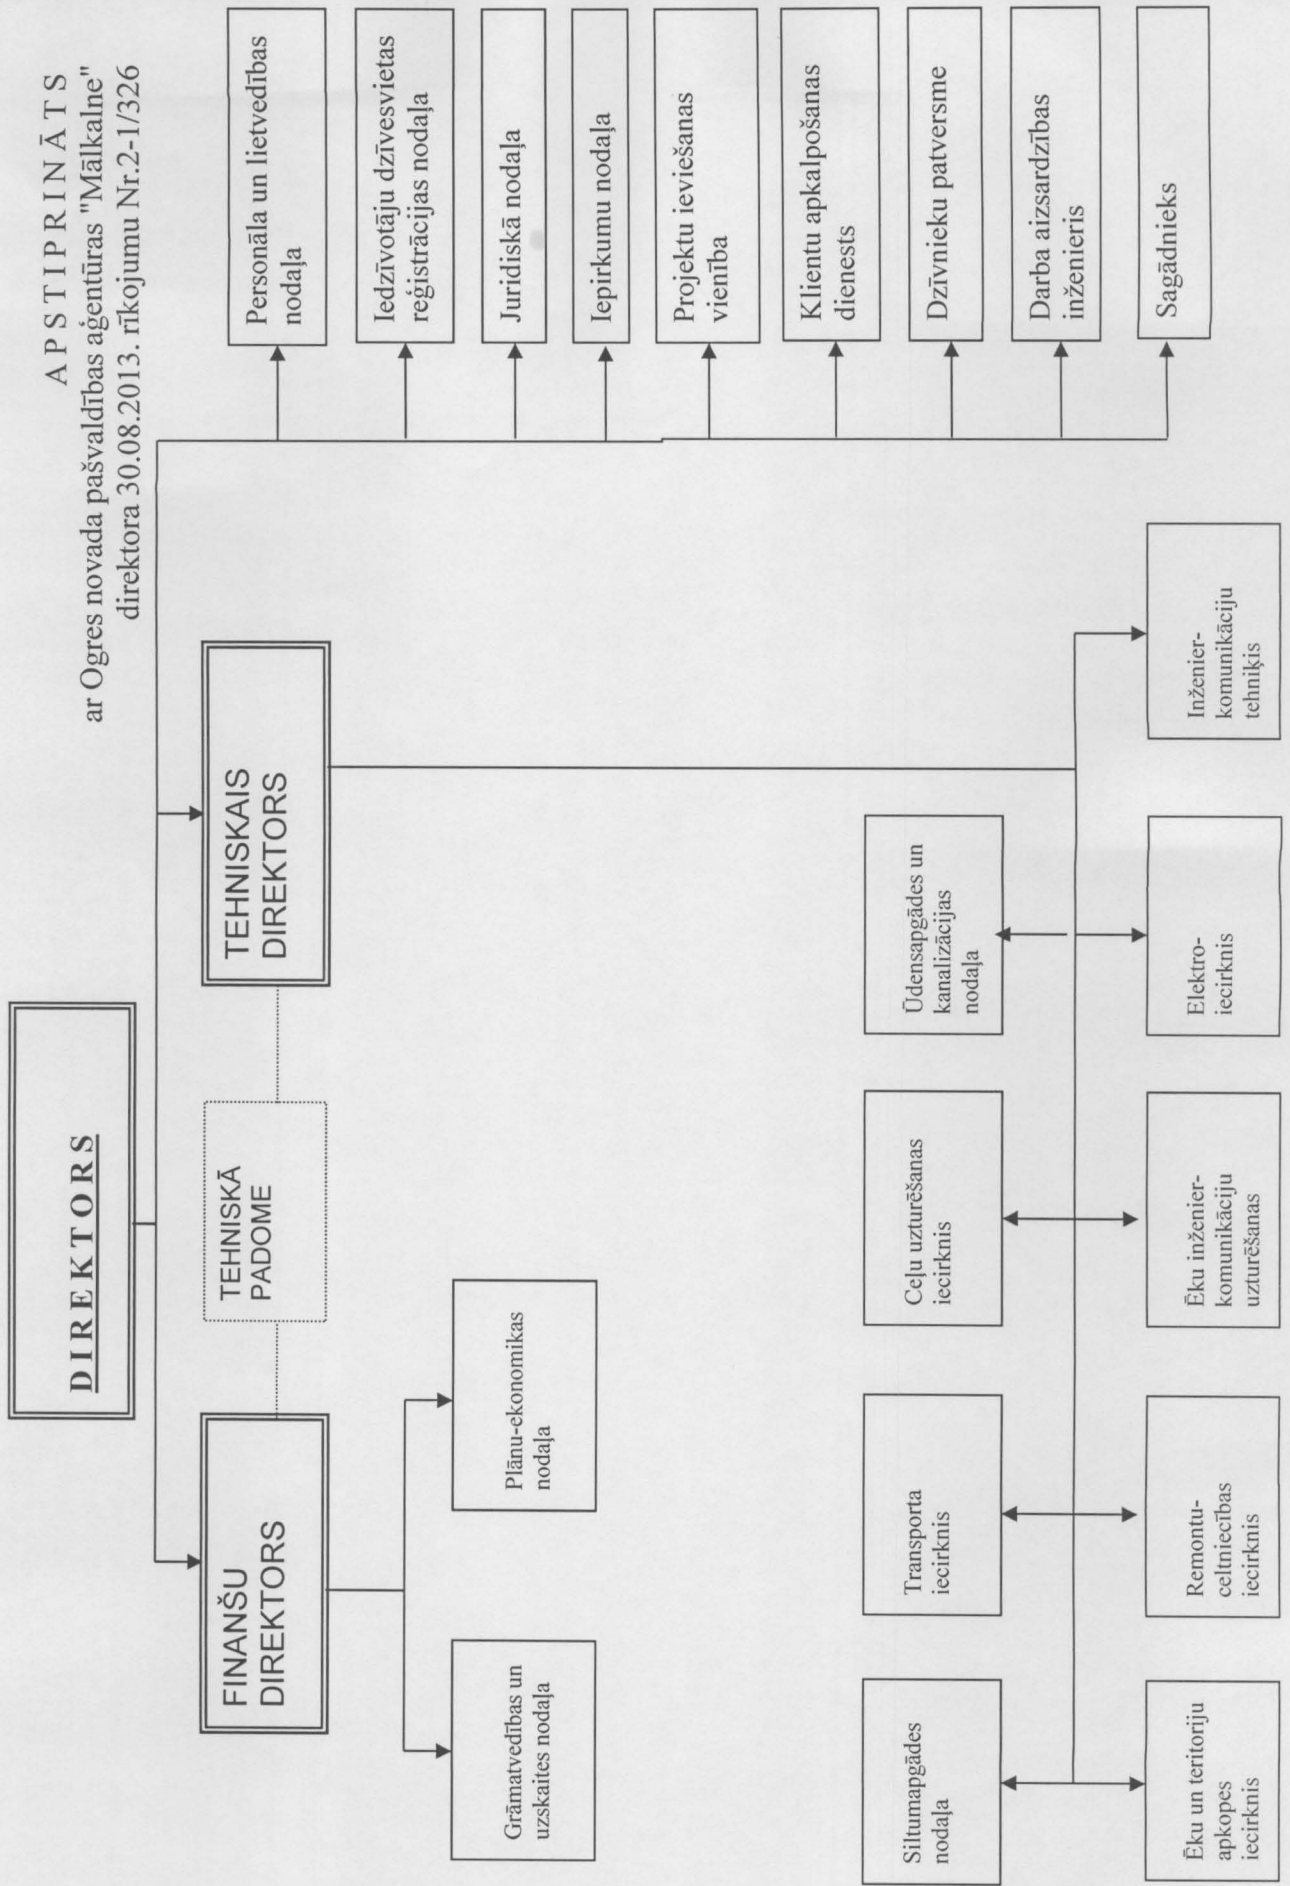 A P S T I P R I N Ā T S
ar Ogres novada pašvaldības aģentūras "Mālkalne"
direktora 30.08.2013. rīkojumu Nr.2-1/326
DIREKTORS
FINANŠU
DIREKTORS
TEHNISKĀ
PADOME
TEHNISKAIS
DIREKTORS
Personāla un lietvedības
nodaļa
Iedzīvotāju dzīvesvietas
reģistrācijas nodaļa
Juridiskā nodaļa
Iepirkumu nodaļa
Projektu ieviešanas
vienība
Klientu apkalpošanas
dienests
Dzīvnieku patversme
Darba aizsardzības
inženieris
Sagādnieks
Grāmatvedības un
uzskaites nodaļa
Plānu-ekonomikas
nodaļa
Siltumapgādes
nodaļa
Transporta
iecirknis
Ceļu uzturēšanas
iecirknis
Ūdensapgādes un
kanalizācijas
nodaļa
Ēku un teritoriju
apkopes
iecirknis
Remontu-
celtniecības
iecirknis
Ēku inženier-
komunikāciju
uzturēšanas
Elektro-
iecirknis
Inženier-
komunikāciju
tehniķis